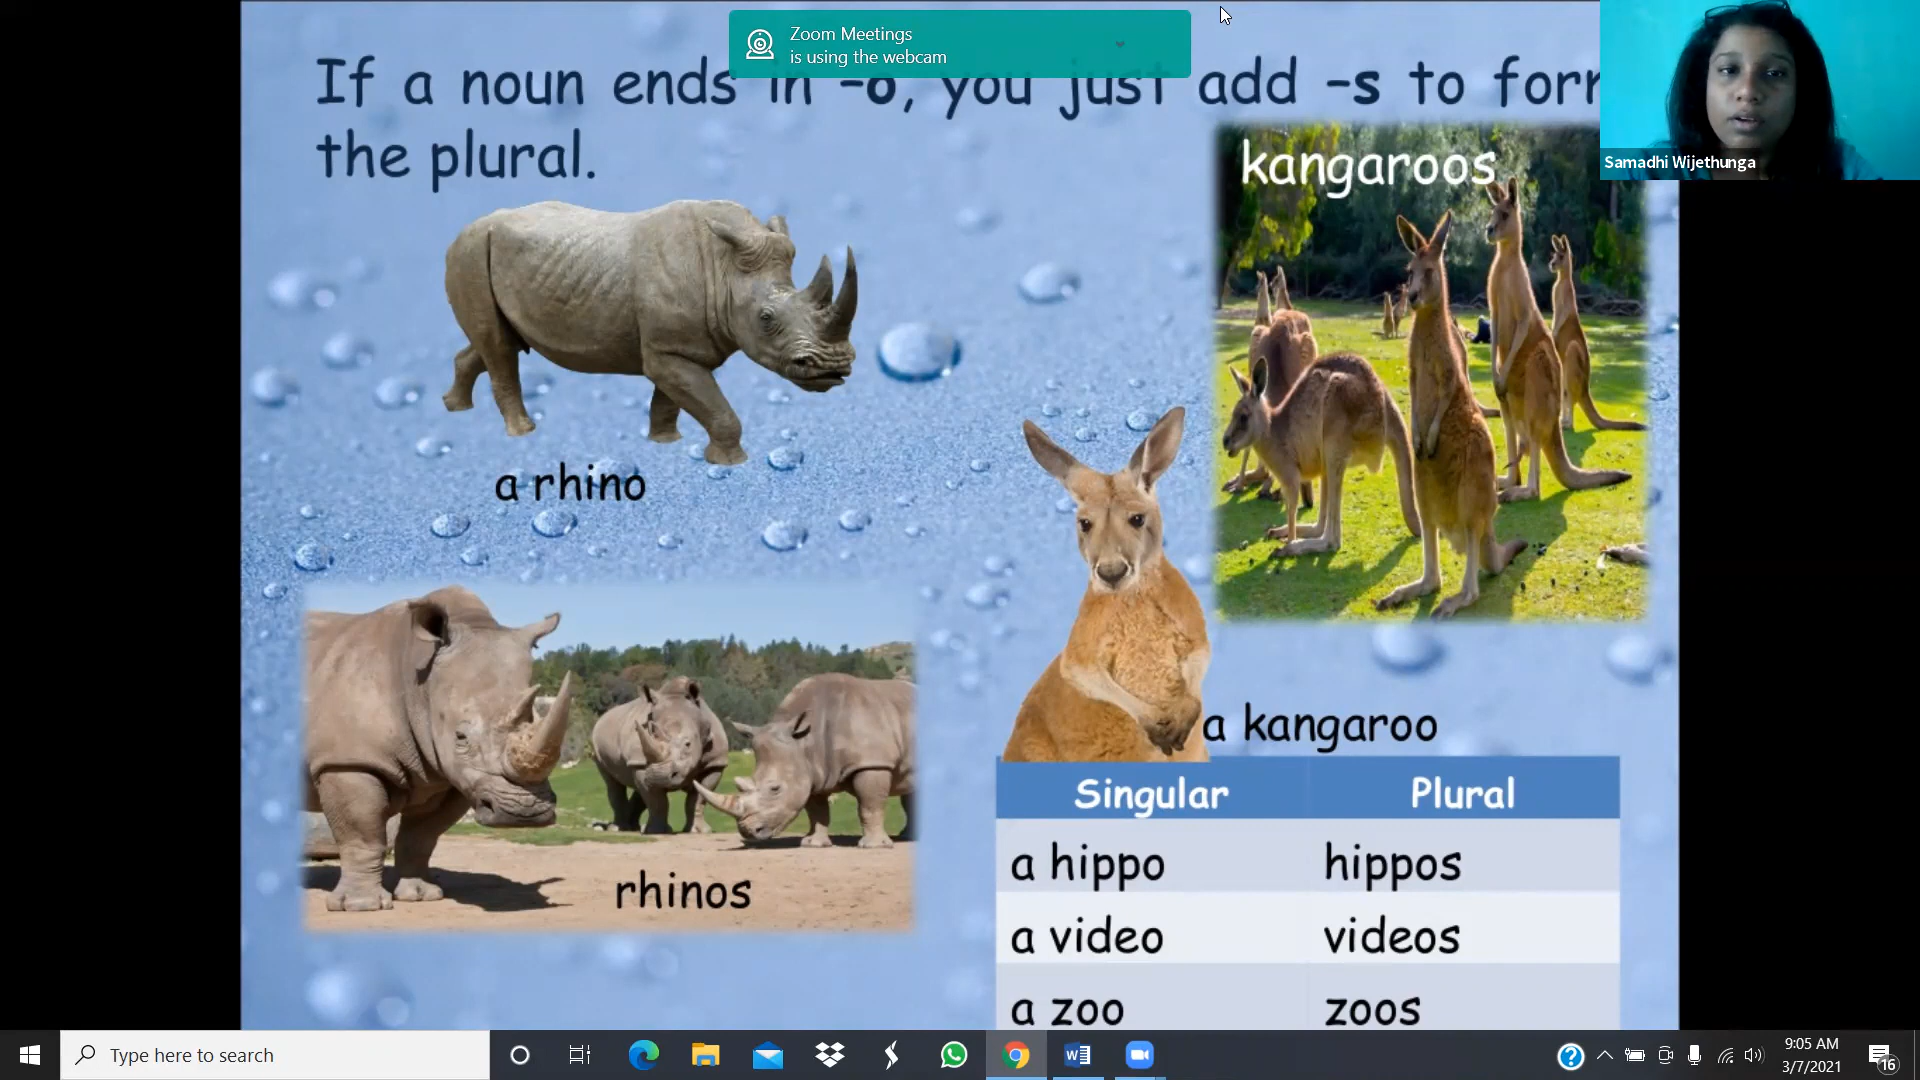 Zoom Meetings
is using the webcam
If a noun ends in -o, you just add -s to
the plural.
kangaroos
Samadhi Wijethunga
a rhino
a kangaroo
Singular Plural
a hippo hippos
rhinos
a video videos
a zoo zoos
Type here to search
9:05 AM
3/7/2021
16